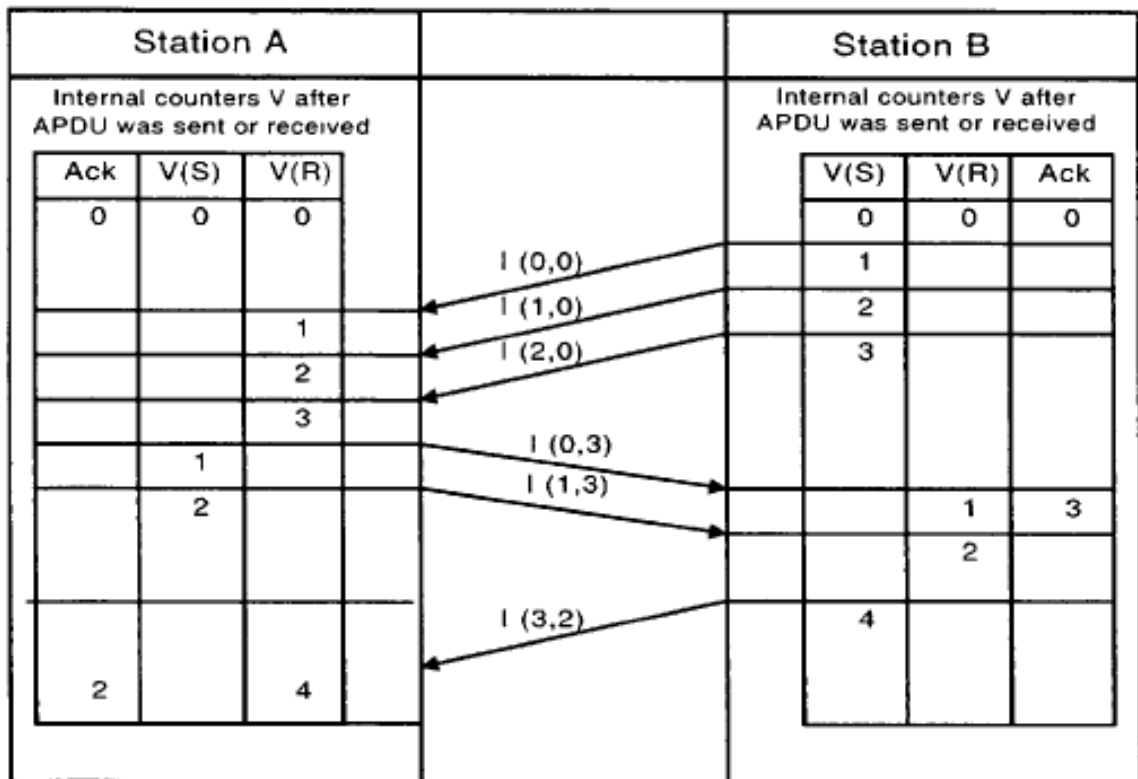 Station A
Station B
Internal counters V after
APDU was sent or received
Internal counters V after
APDU was sent or received
Ack V(S) V(R)
V(S) V(R) Ack
0 0 0
0 0 0
I (0,0)
1
I (1,0)
2
1
I (2,0)
3
2
3
I (0,3)
1
I (1,3)
2
1 3
2
I (3,2)
4
2 4